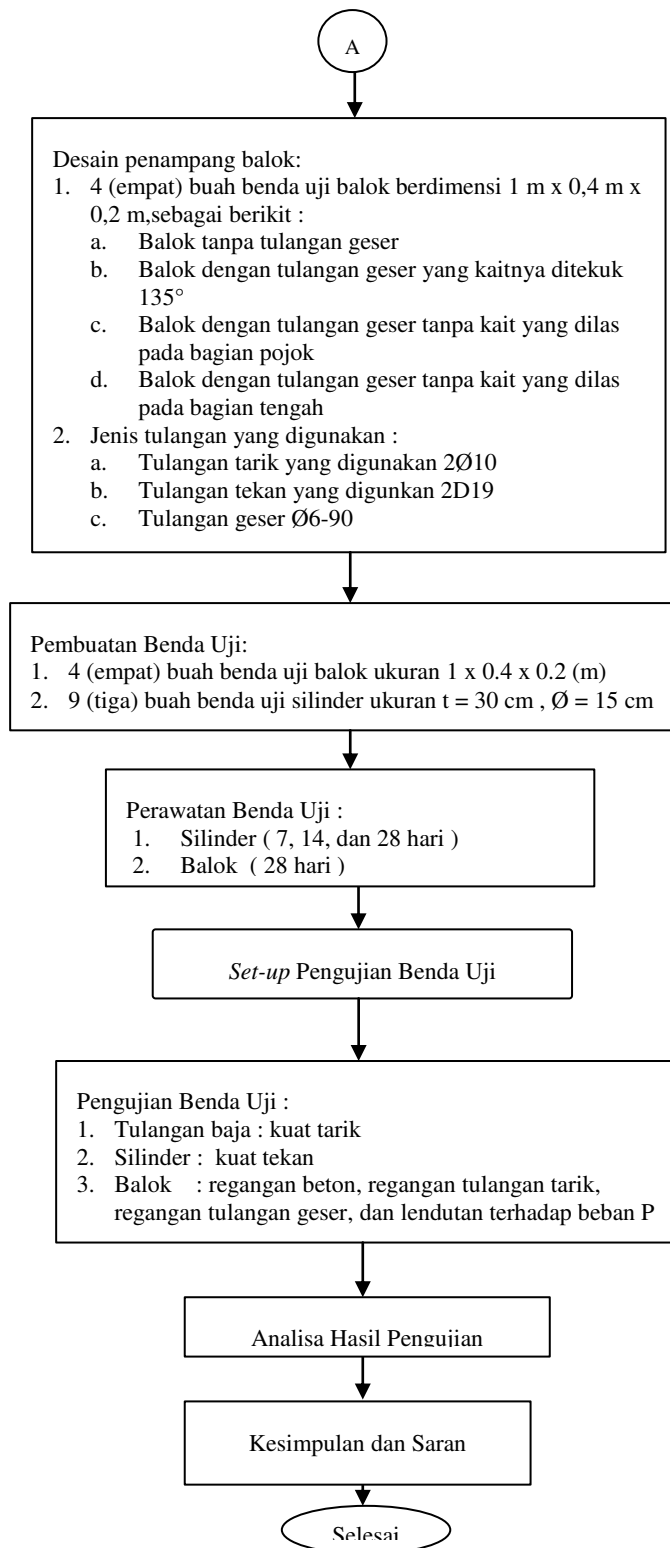 A
Desain penampang balok:
1. 4 (empat) buah benda uji balok berdimensi 1 m x 0,4 m x
0,2 m,sebagai berikit :
a. Balok tanpa tulangan geser
b. Balok dengan tulangan geser yang kaitnya ditekuk
135°
c. Balok dengan tulangan geser tanpa kait yang dilas
pada bagian pojok
d. Balok dengan tulangan geser tanpa kait yang dilas
pada bagian tengah
2. Jenis tulangan yang digunakan :
a. Tulangan tarik yang digunakan 2Ø10
b. Tulangan tekan yang digunkan 2D19
c. Tulangan geser Ø6-90
Pembuatan Benda Uji:
1. 4 (empat) buah benda uji balok ukuran 1 x 0.4 x 0.2 (m)
2. 9 (tiga) buah benda uji silinder ukuran t = 30 cm , Ø = 15 cm
Perawatan Benda Uji :
1. Silinder ( 7, 14, dan 28 hari )
2. Balok ( 28 hari )
Set-up Pengujian Benda Uji
Pengujian Benda Uji :
1. Tulangan baja : kuat tarik
2. Silinder : kuat tekan
3. Balok : regangan beton, regangan tulangan tarik,
regangan tulangan geser, dan lendutan terhadap beban P
Analisa Hasil Pengujian
Kesimpulan dan Saran
Selesai